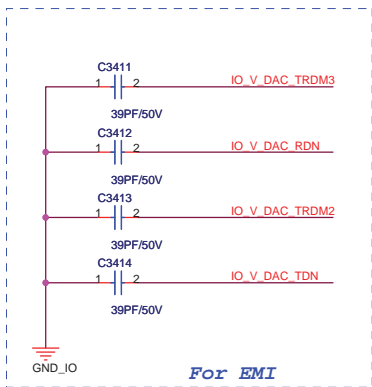 C3411
1 2 IO_V_DAC_TRDM3
39PF/50V
C3412
1 2 IO_V_DAC_RDN
39PF/50V
C3413
1 2 IO_V_DAC_TRDM2
39PF/50V
C3414
1 2 IO_V_DAC_TDN
39PF/50V
GND_IO
For EMI